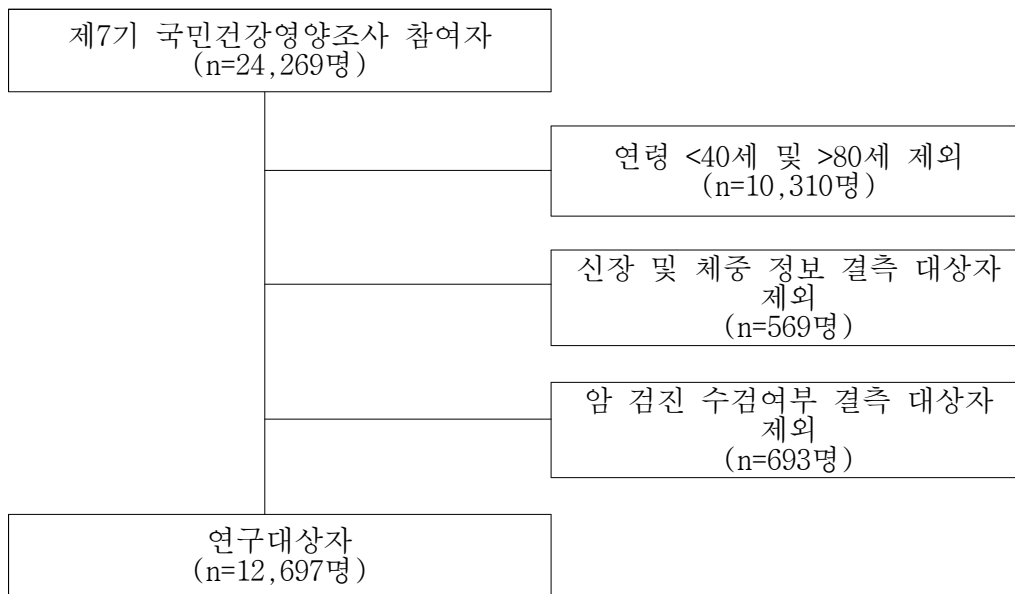 제7기 국민건강영양조사 참여자
(n=24,269명)
연령 <40세 및 >80세 제외
(n=10,310명)
신장 및 체중 정보 결측 대상자
제외
(n=569명)
암 검진 수검여부 결측 대상자
제외
(n=693명)
연구대상자
(n=12,697명)